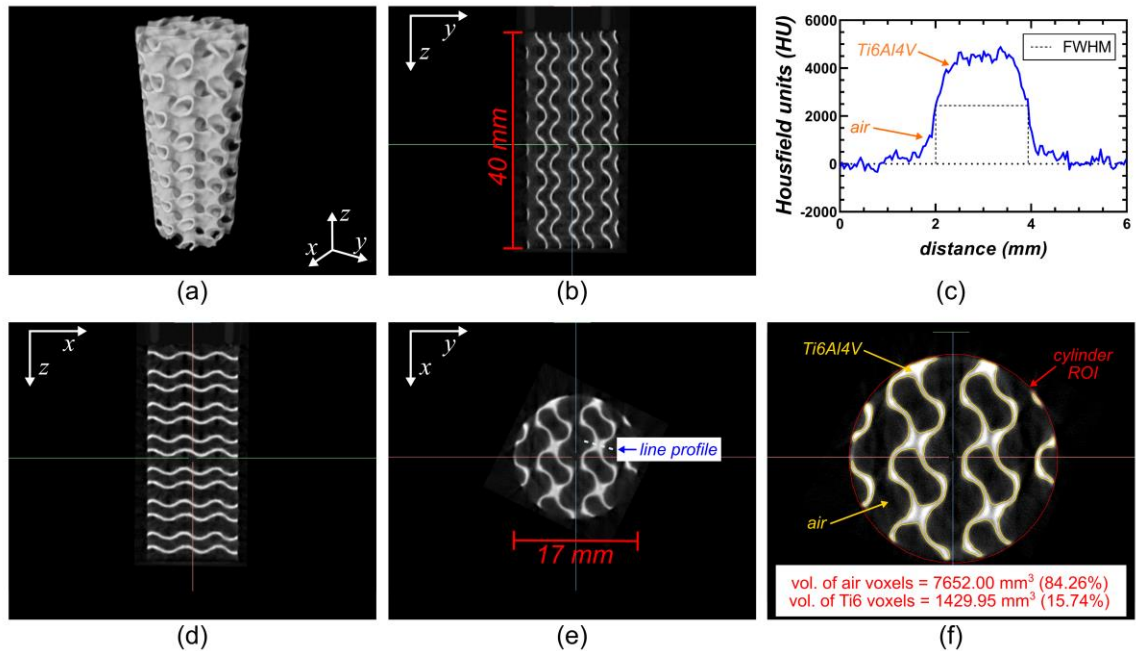 x
y
z
(a)
y
z
40 mm
(b)
Housfield units (HU)
6000
4000
2000
0
-2000
Ti6Al4V
air
FWHM
0
2
4
6
distance (mm)
(c)
x
z
(d)
y
x
line profile
17 mm
(e)
Ti6Al4V
cylinder
ROI
air
vol. of air voxels = 7652.00 mm³ (84.26%)
vol. of Ti6 voxels = 1429.95 mm³ (15.74%)
(f)